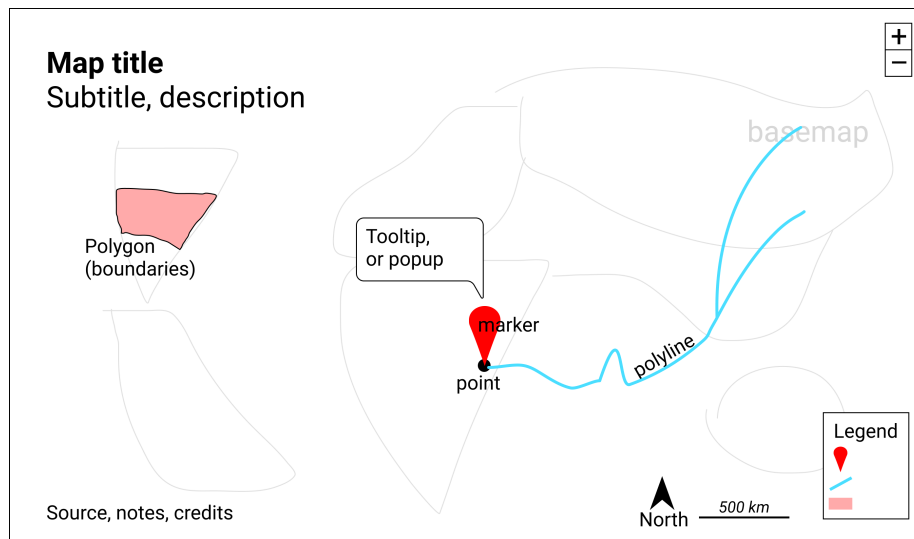 Map title
Subtitle, description
+
−
basemap
Polygon
(boundaries)
Tooltip,
or popup
marker
point
polyline
Legend
North
500 km
Source, notes, credits